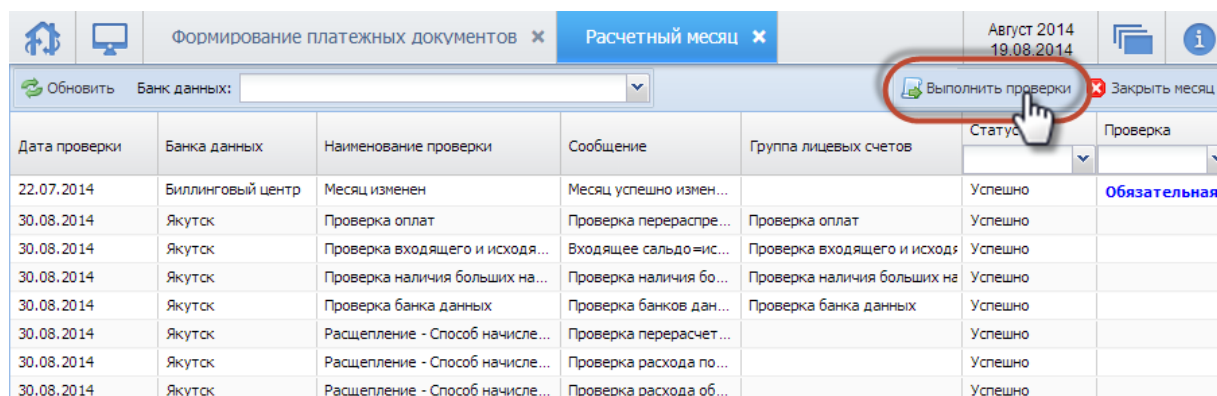 Формирование платежных документов
Расчетный месяц
Август 2014
19.08.2014
Обновить Банк данных: Выполнить проверки Закрыть месяц
Дата проверки Банка данных Наименование проверки Сообщение Группа лицевых счетов Статус Проверка
22.07.2014 Биллинговый центр Месяц изменен Месяц успешно измен... Успешно Обязательная
30.08.2014 Якутск Проверка оплат Проверка перераспре... Проверка оплат Успешно
30.08.2014 Якутск Проверка входящего и исходя... Входящее сальдо=ис... Проверка входящего и исходя Успешно
30.08.2014 Якутск Проверка наличия больших на... Проверка наличия бо... Проверка наличия больших на Успешно
30.08.2014 Якутск Проверка банка данных Проверка банков дан... Проверка банка данных Успешно
30.08.2014 Якутск Расщепление - Способ начисле... Проверка перерасчет... Успешно
30.08.2014 Якутск Расщепление - Способ начисле... Проверка расхода по... Успешно
30.08.2014 Якутск Расщепление - Способ начисле... Проверка расхода об... Успешно